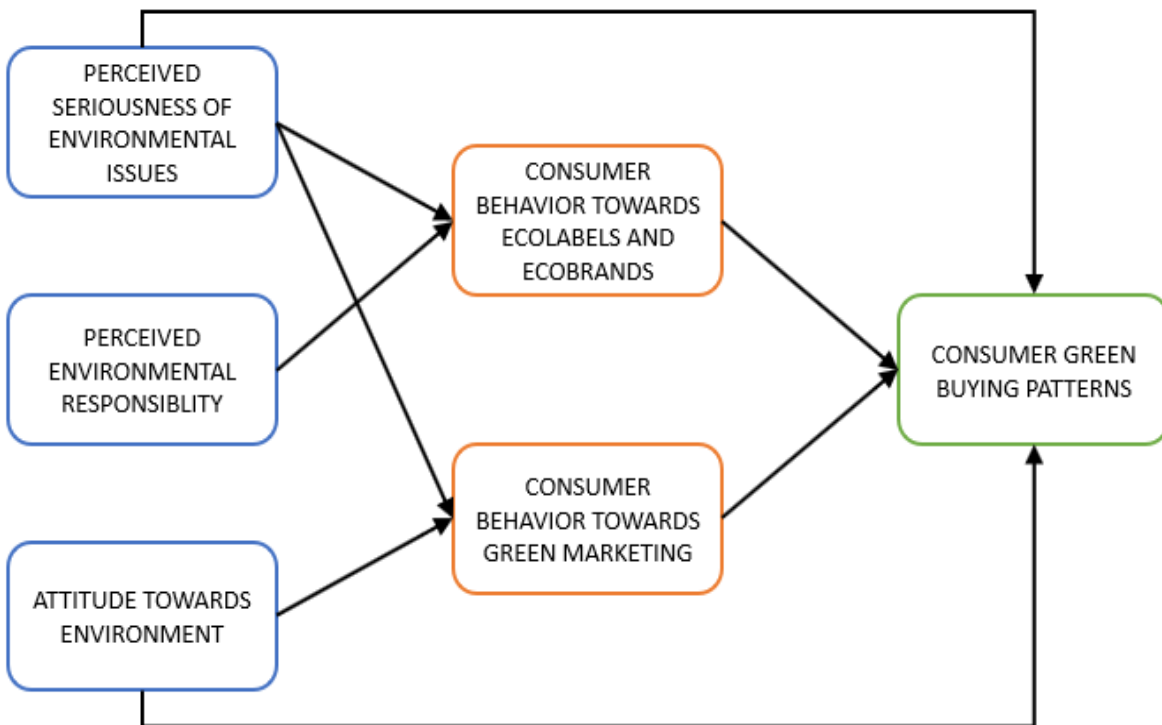 PERCEIVED
SERIOUSNESS OF
ENVIRONMENTAL
ISSUES
PERCEIVED
ENVIRONMENTAL
RESPONSIBLITY
ATTITUDE TOWARDS
ENVIRONMENT
CONSUMER
BEHAVIOR TOWARDS
ECOLABELS AND
ECOBRANDS
CONSUMER
BEHAVIOR TOWARDS
GREEN MARKETING
CONSUMER GREEN
BUYING PATTERNS